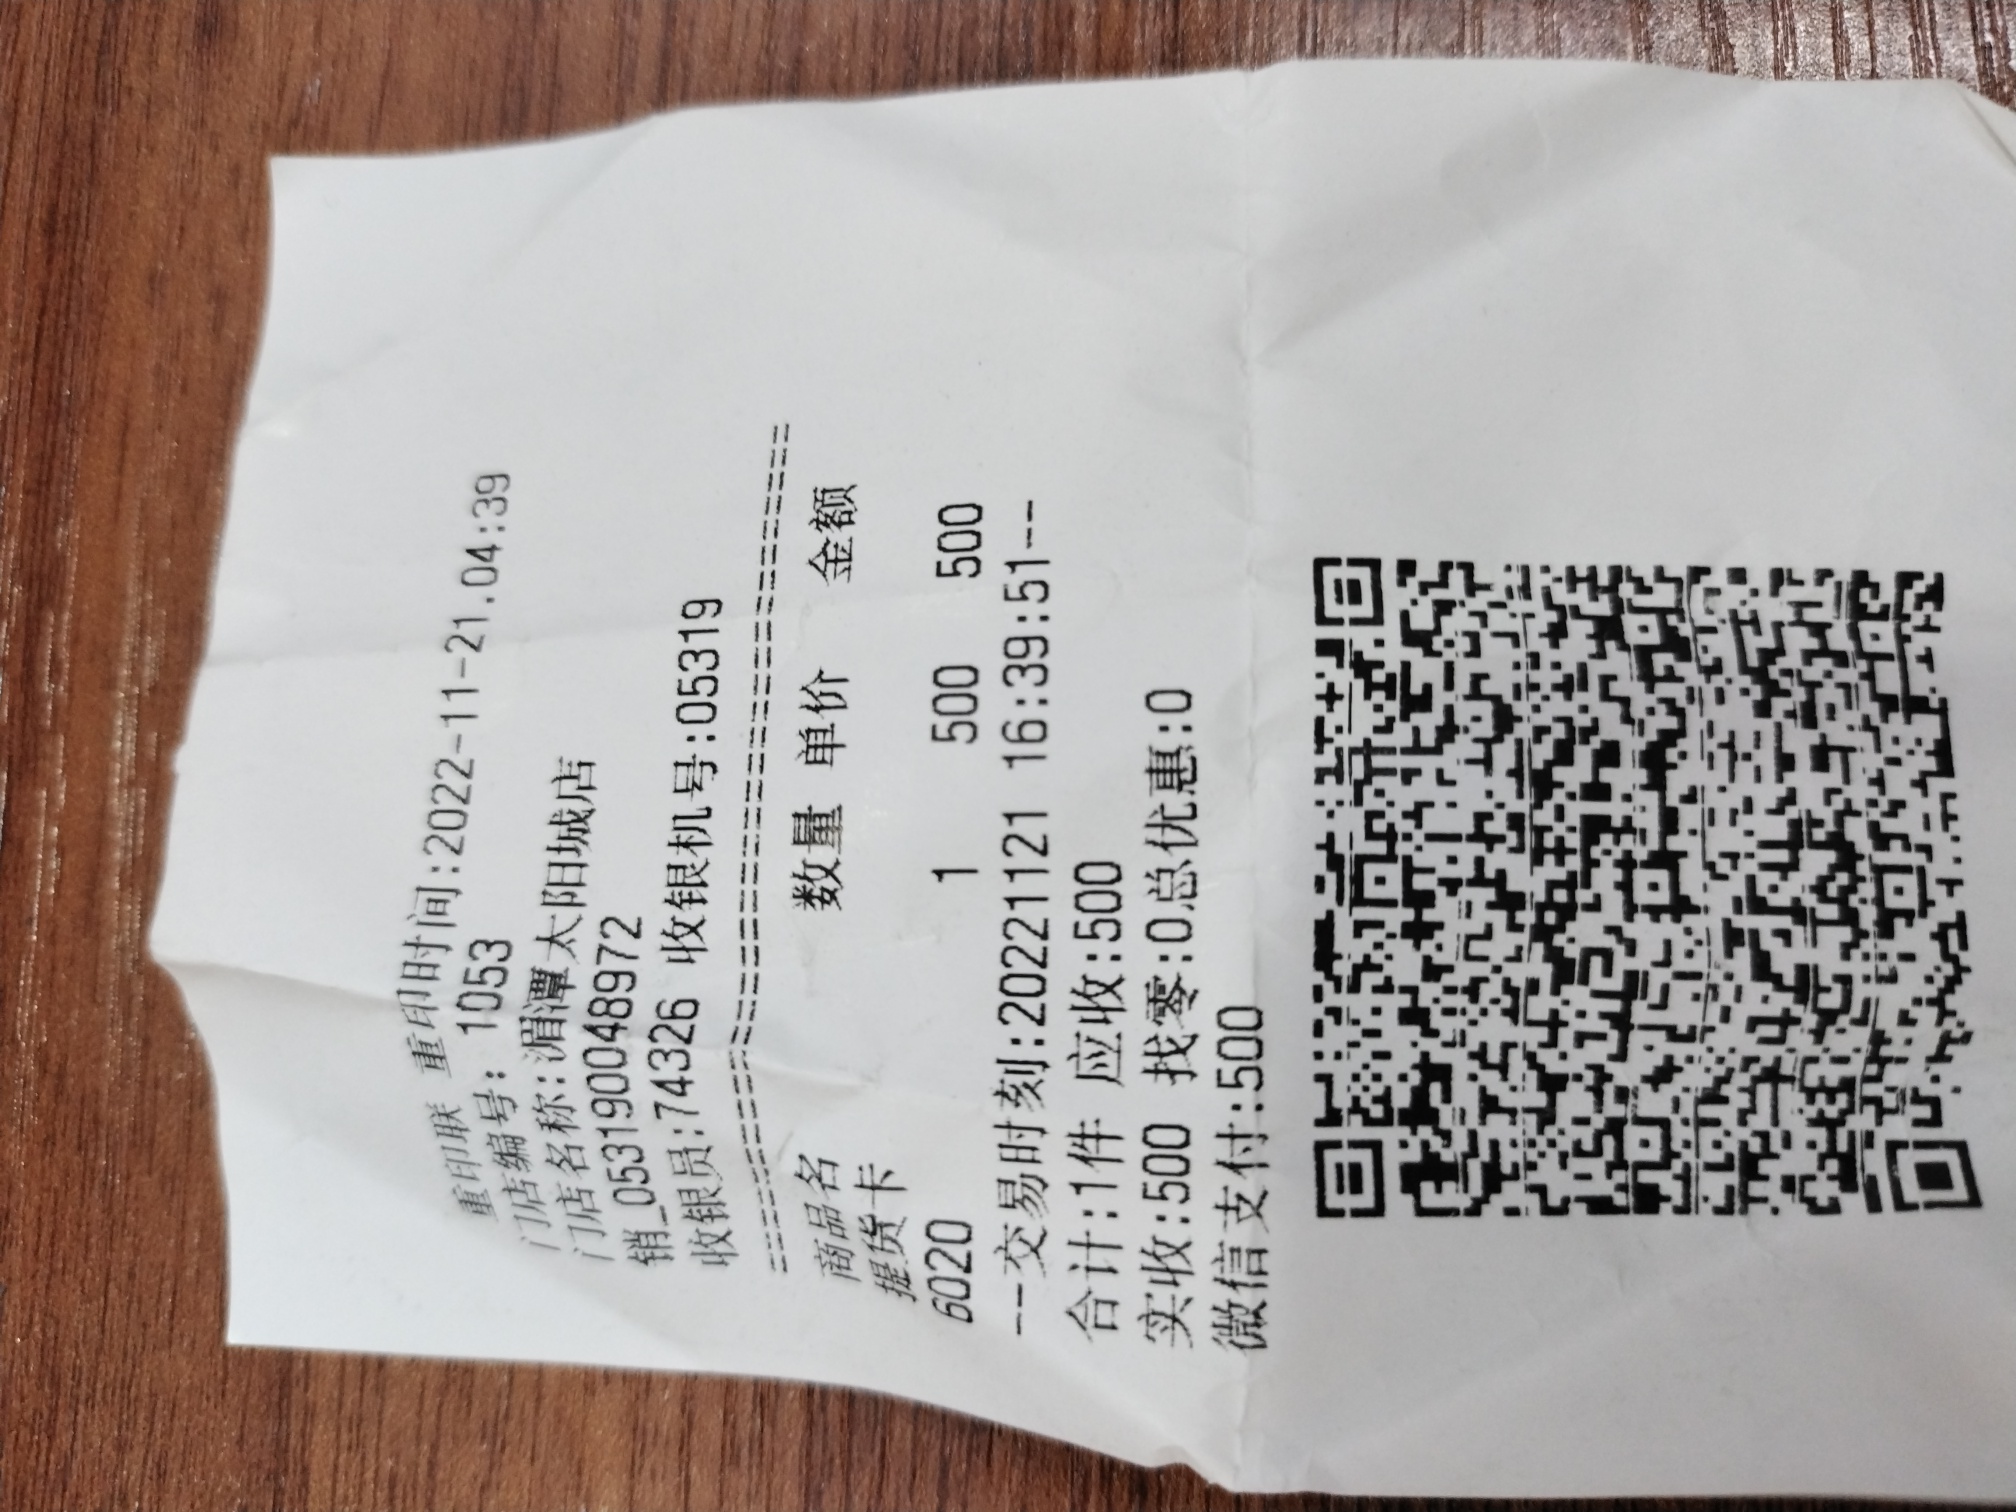 重印联 重印时间:2022-11-21.04:39
门店编号: 1053
门店名称:湄潭太阳城店
销_053190048972
收银员:74326 收银机号:05319
==========================================
商品名 数量 单价 金额
提货卡
6020 1 500 500
--交易时刻:20221121 16:39:51--
合计:1件 应收:500
实收:500 找零:0总优惠:0
微信支付:500